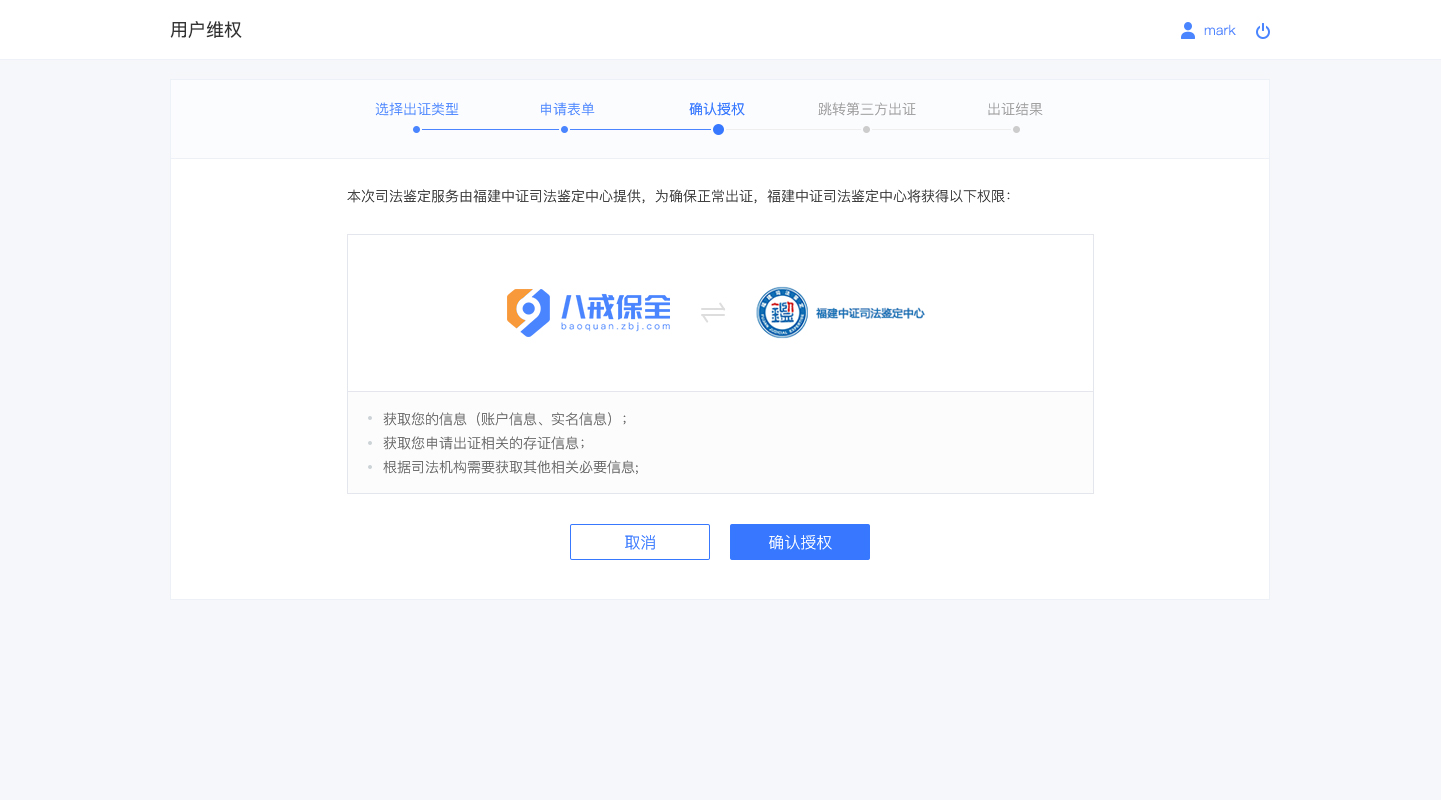 用户维权
mark
选择出证类型
申请表单
确认授权
跳转第三方出证
出证结果
本次司法鉴定服务由福建中证司法鉴定中心提供，为确保正常出证，福建中证司法鉴定中心将获得以下权限：
八戒保全
baoquan.zbj.com
福建中证司法鉴定中心
获取您的信息（账户信息、实名信息）；
获取您申请出证相关的存证信息；
根据司法机构需要获取其他相关必要信息;
取消
确认授权